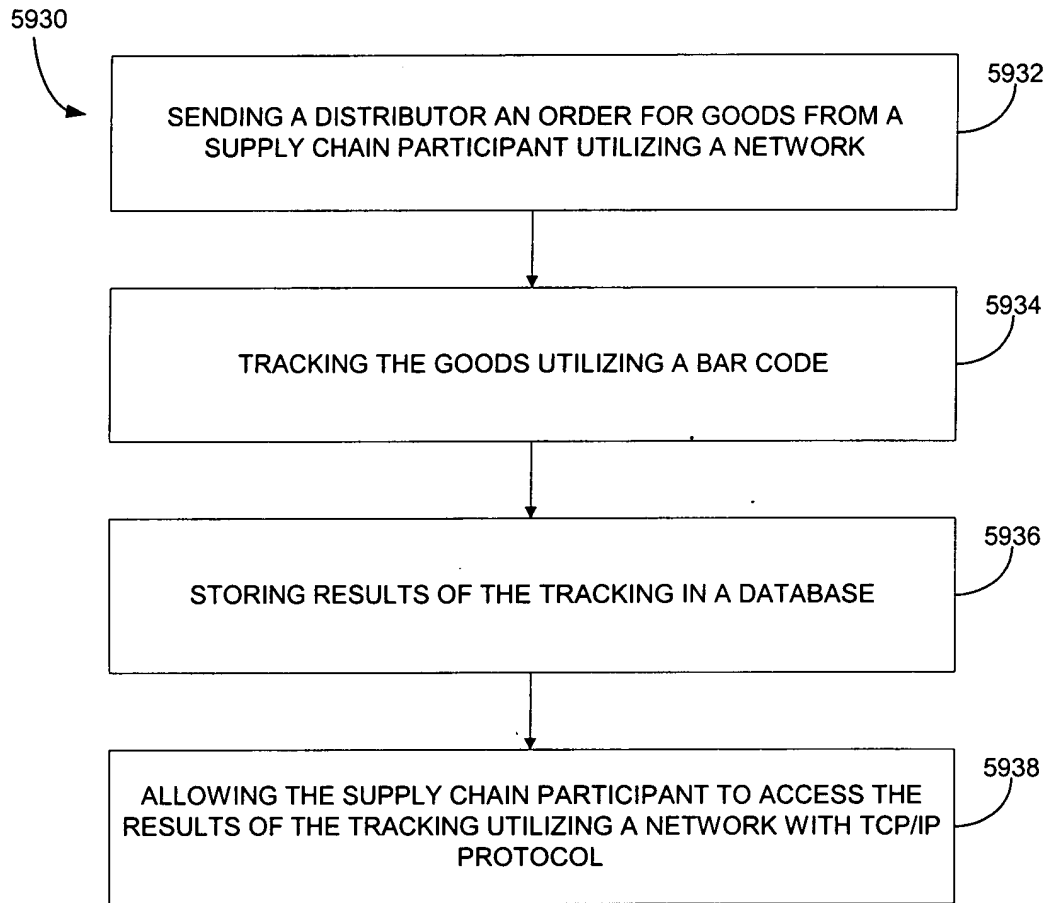 5930
5932
SENDING A DISTRIBUTOR AN ORDER FOR GOODS FROM A
SUPPLY CHAIN PARTICIPANT UTILIZING A NETWORK
5934
TRACKING THE GOODS UTILIZING A BAR CODE
5936
STORING RESULTS OF THE TRACKING IN A DATABASE
5938
ALLOWING THE SUPPLY CHAIN PARTICIPANT TO ACCESS THE
RESULTS OF THE TRACKING UTILIZING A NETWORK WITH TCP/IP
PROTOCOL